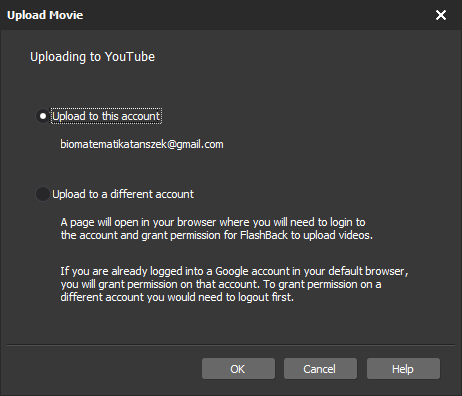 Upload Movie
Uploading to YouTube
Upload to this account
biomatematikatanszek@gmail.com
Upload to a different account
A page will open in your browser where you will need to login to
the account and grant permission for FlashBack to upload videos.
If you are already logged into a Google account in your default browser,
you will grant permission on that account. To grant permission on a
different account you would need to logout first.
OK
Cancel
Help